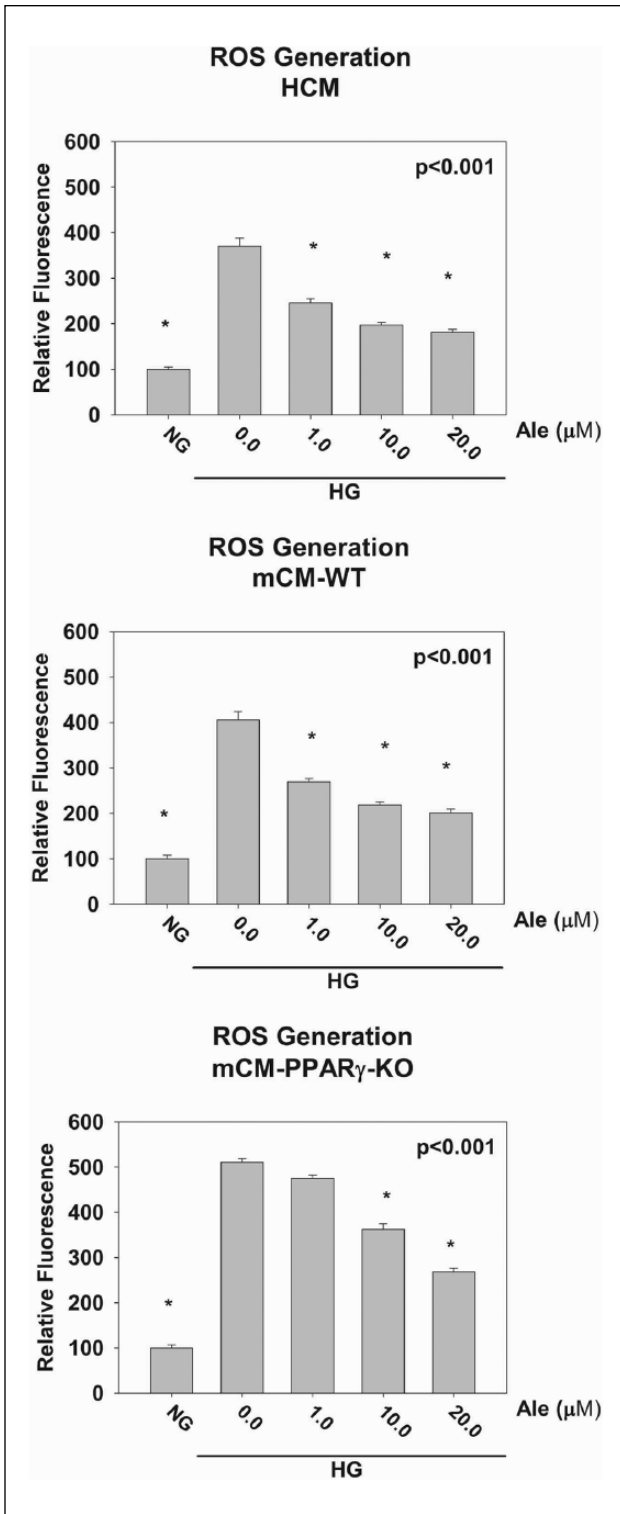 ROS Generation
HCM
600
500
400
300
200
100
0
Relative Fluorescence
p<0.001
*
*
*
*
NG
0.0
1.0
10.0
20.0
Ale (μM)
HG
ROS Generation
mCM-WT
600
500
400
300
200
100
0
Relative Fluorescence
p<0.001
*
*
*
*
NG
0.0
1.0
10.0
20.0
Ale (μM)
HG
ROS Generation
mCM-PPARγ-KO
600
500
400
300
200
100
0
Relative Fluorescence
p<0.001
*
*
*
NG
0.0
1.0
10.0
20.0
Ale (μM)
HG